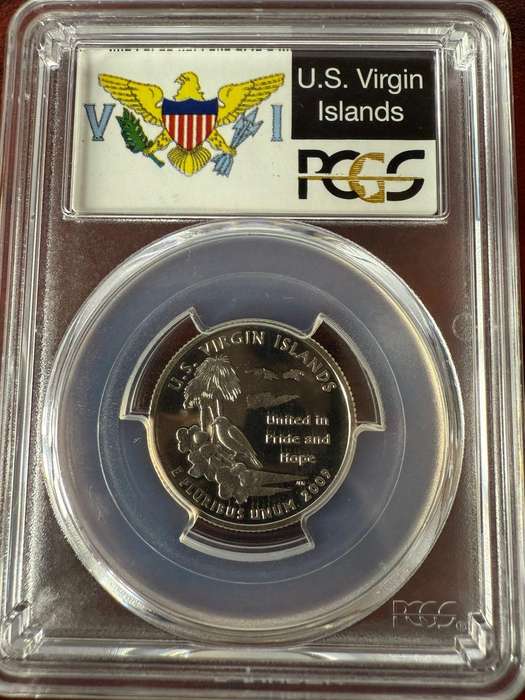 V I
U.S. Virgin
Islands
PCGS
U.S. VIRGIN ISLANDS
United in
Pride and
Hope
E PLURIBUS UNUM 2009
PCGS